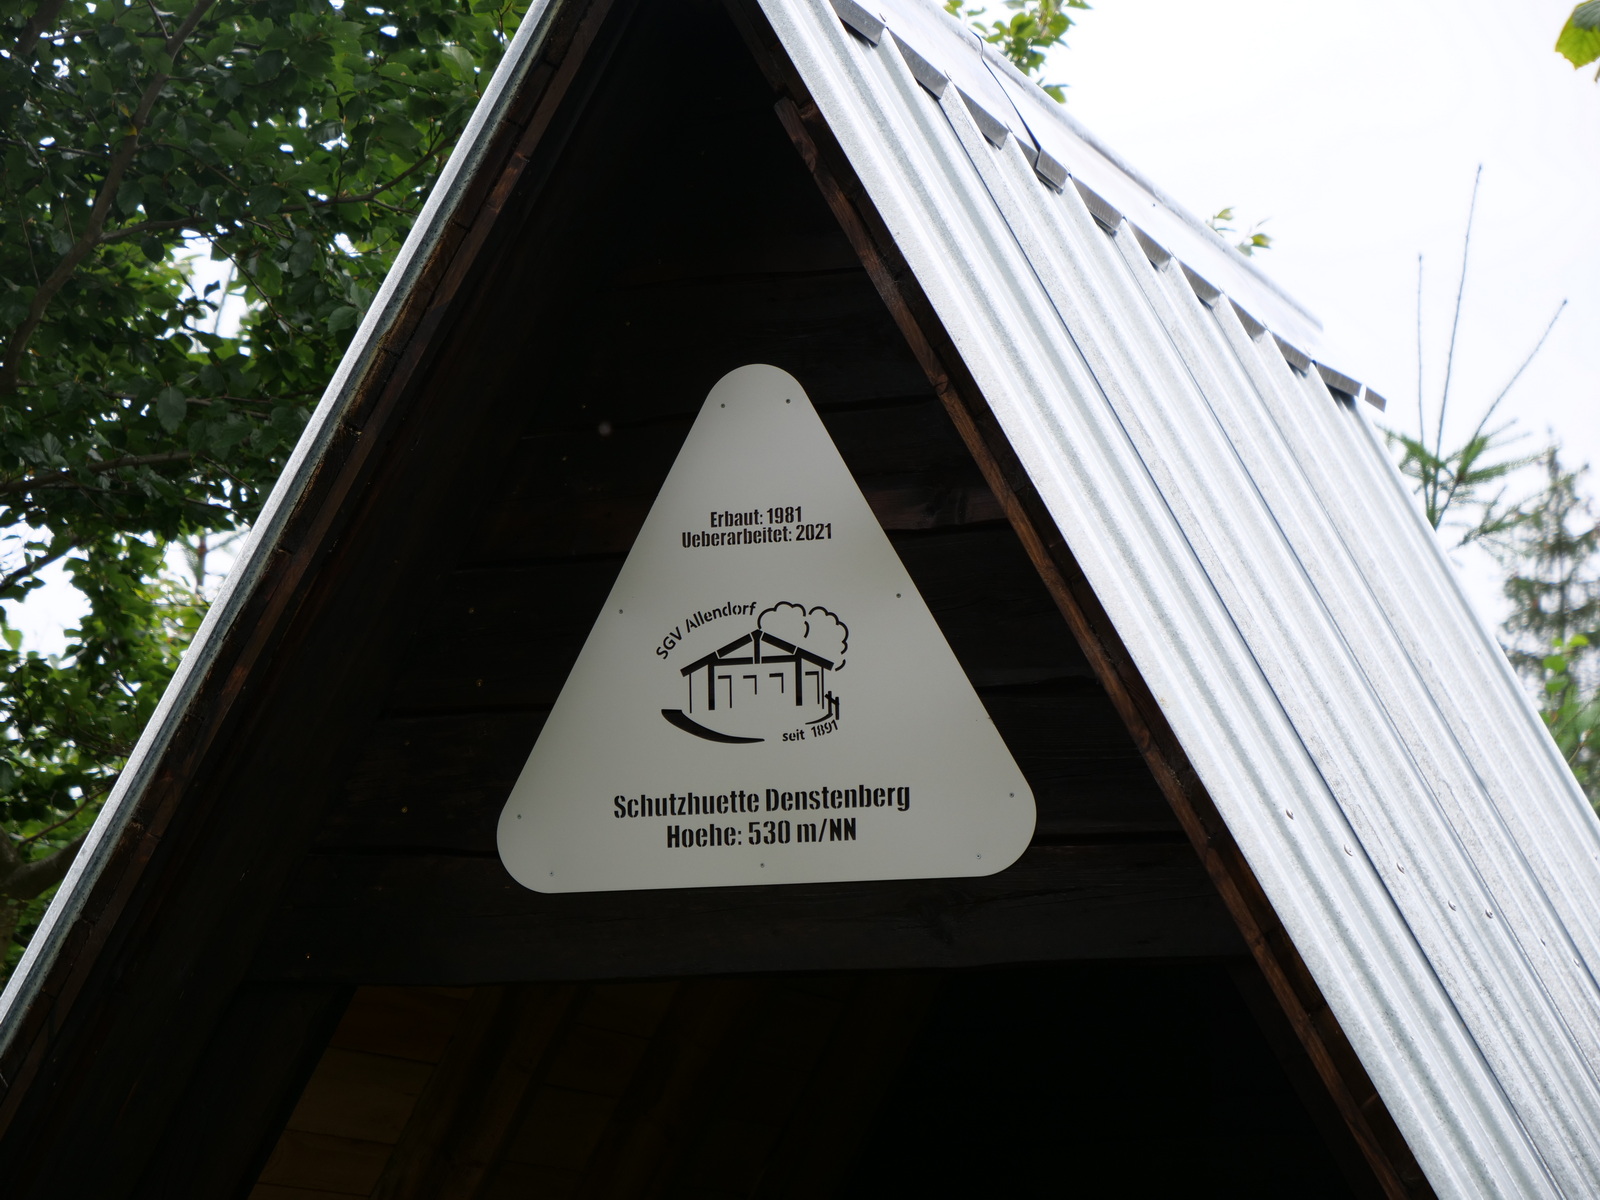 Erbaut: 1981
Ueberarbeitet: 2021
SGV Allendorf
seit 1891
Schutzhuette Denstenberg
Hoehe: 530 m/NN